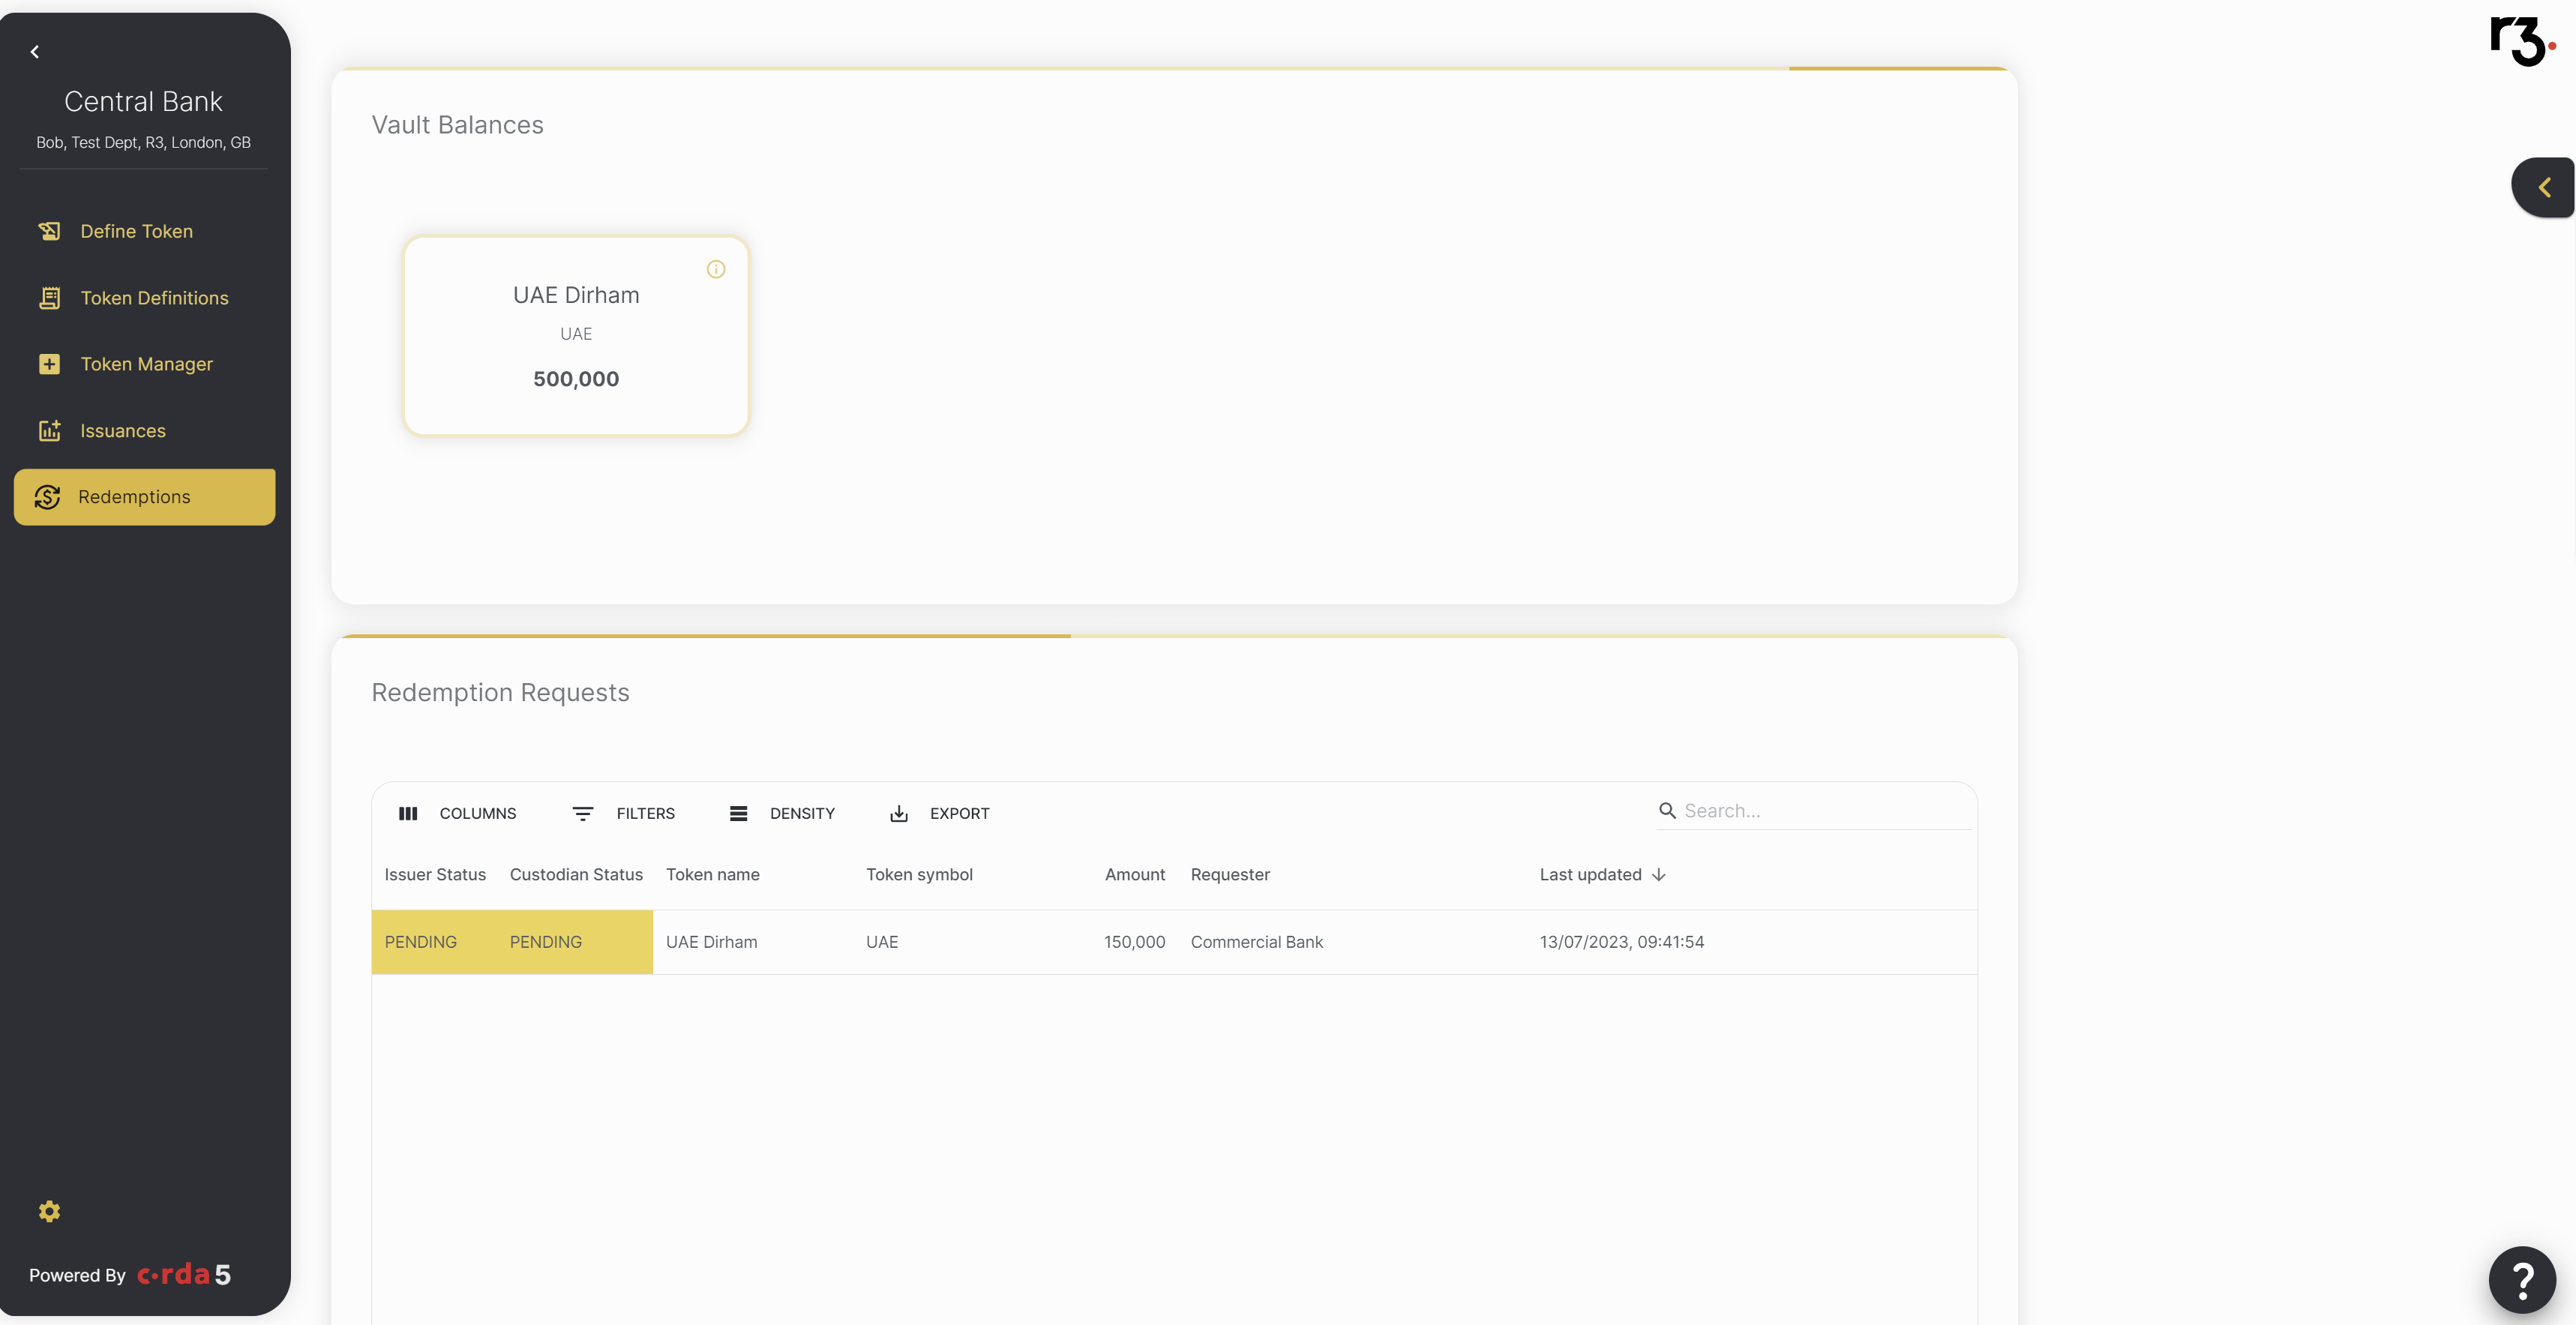 Central Bank
Bob, Test Dept, R3, London, GB
Define Token
Token Definitions
Token Manager
Issuances
Redemptions
Powered By c·rda 5
r3.
Vault Balances
UAE Dirham
UAE
500,000
Redemption Requests
COLUMNS FILTERS DENSITY EXPORT Search...
Issuer Status Custodian Status Token name Token symbol Amount Requester Last updated
PENDING PENDING UAE Dirham UAE 150,000 Commercial Bank 13/07/2023, 09:41:54
?